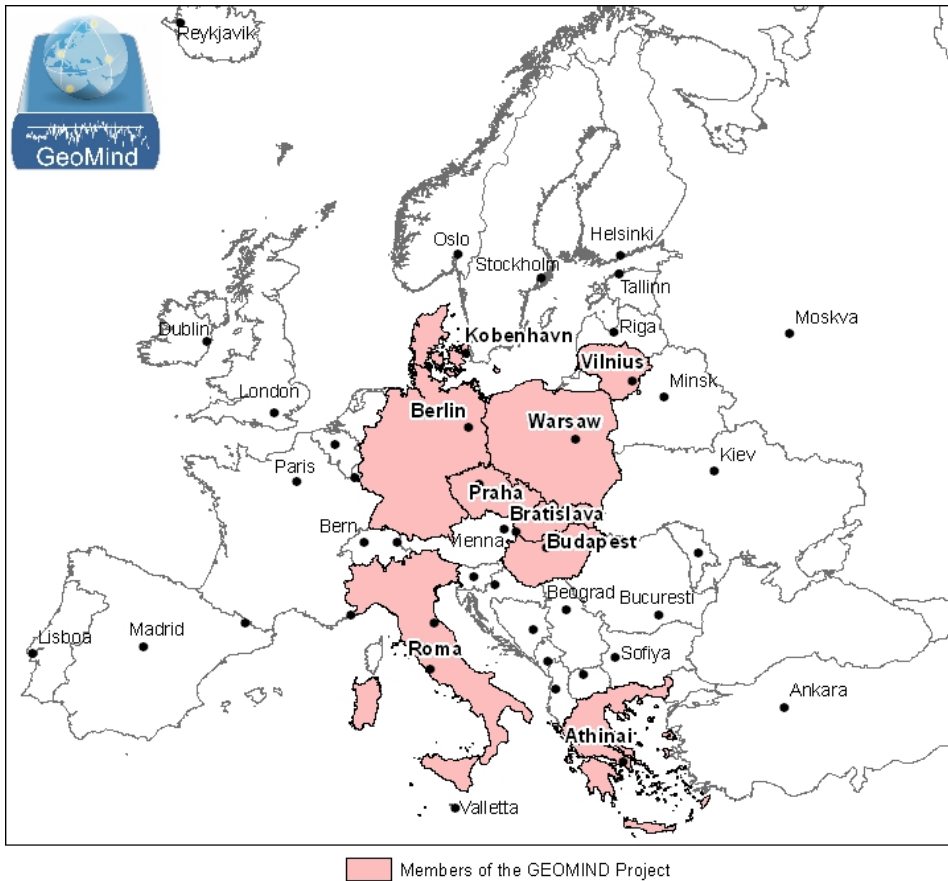 Reykjavik
GeoMind
Oslo
Helsinki
Stockholm
Tallinn
Dublin
Kobenhavn
Riga
Moskva
Vilnius
Minsk
London
Berlin
Warsaw
Paris
Kiev
Praha
Bratislava
Bern
Vienna
Budapest
Beograd
Bucuresti
Lisboa
Madrid
Roma
Sofiya
Ankara
Athinai
Valletta
Members of the GEOMIND Project